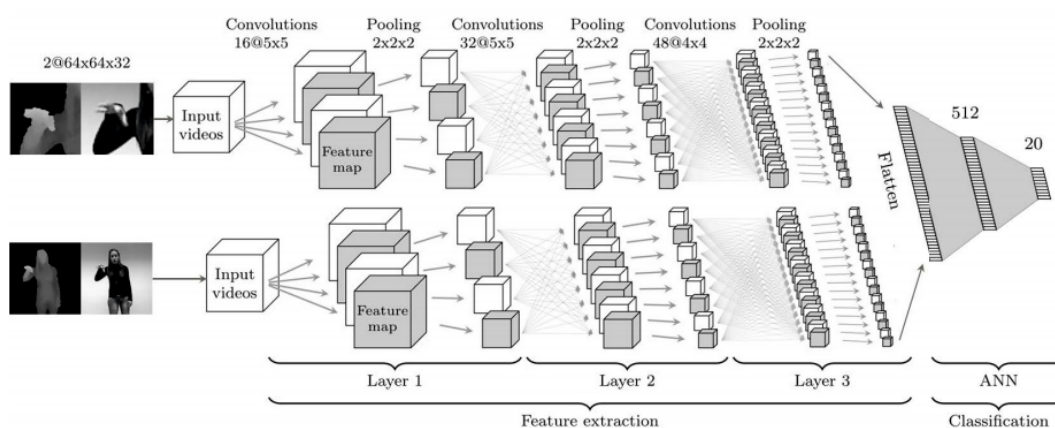 Convolutions
16@5x5
Pooling
2x2x2
Convolutions
32@5x5
Pooling
2x2x2
Convolutions
48@4x4
Pooling
2x2x2
2@64x64x32
Input
videos
Feature
map
512
20
Flatten
Input
videos
Feature
map
Layer 1
Layer 2
Layer 3
ANN
Feature extraction
Classification